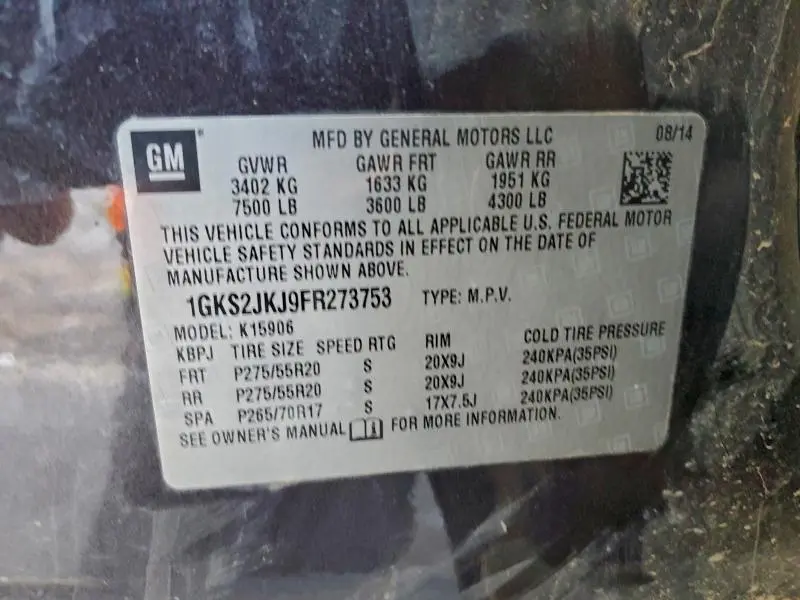 GM
MFD BY GENERAL MOTORS LLC 08/14
GVWR GAWR FRT GAWR RR
3402 KG 1633 KG 1951 KG
7500 LB 3600 LB 4300 LB
THIS VEHICLE CONFORMS TO ALL APPLICABLE U.S. FEDERAL MOTOR
VEHICLE SAFETY STANDARDS IN EFFECT ON THE DATE OF
MANUFACTURE SHOWN ABOVE.
1GKS2JKJ9FR273753 TYPE: M.P.V.
MODEL: K15906
KBPJ TIRE SIZE SPEED RTG RIM COLD TIRE PRESSURE
FRT P275/55R20 S 20X9J 240KPA(35PSI)
RR P275/55R20 S 20X9J 240KPA(35PSI)
SPA P265/70R17 S 17X7.5J 240KPA(35PSI)
SEE OWNER'S MANUAL FOR MORE INFORMATION.